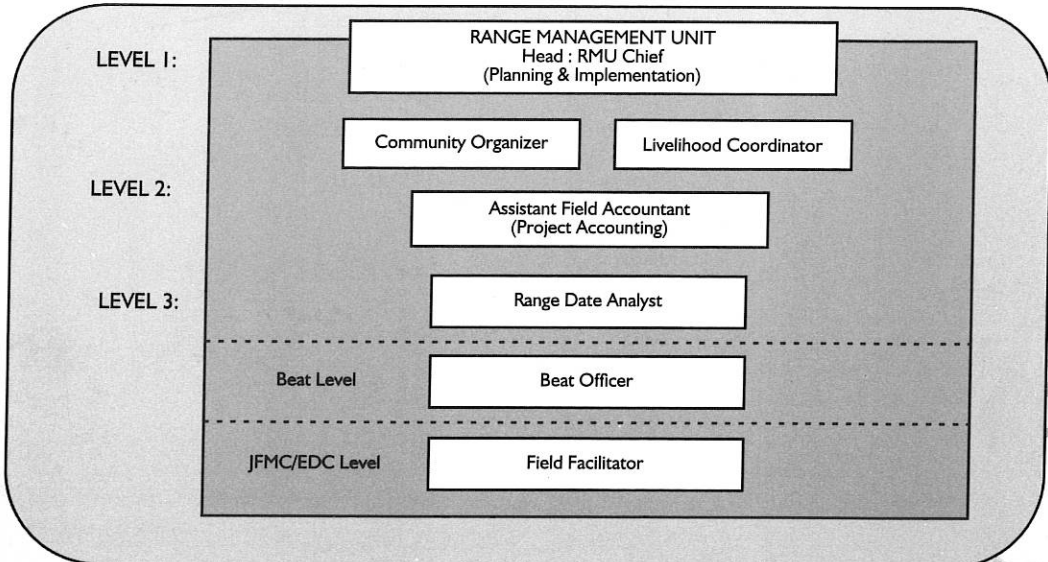 LEVEL 1:
RANGE MANAGEMENT UNIT
Head : RMU Chief
(Planning & Implementation)
Community Organizer
Livelihood Coordinator
LEVEL 2:
Assistant Field Accountant
(Project Accounting)
LEVEL 3:
Range Date Analyst
Beat Level
Beat Officer
JFMC/EDC Level
Field Facilitator